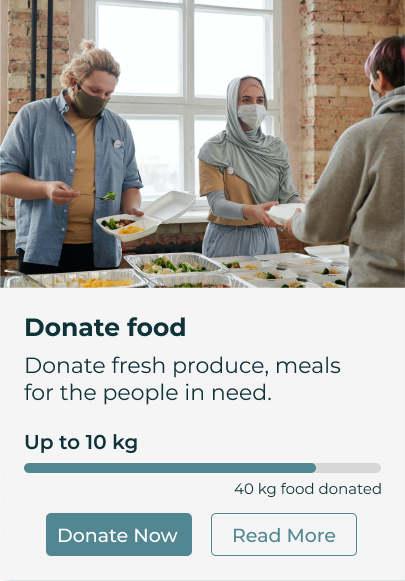 Donate food
Donate fresh produce, meals
for the people in need.
Up to 10 kg
40 kg food donated
Donate Now
Read More